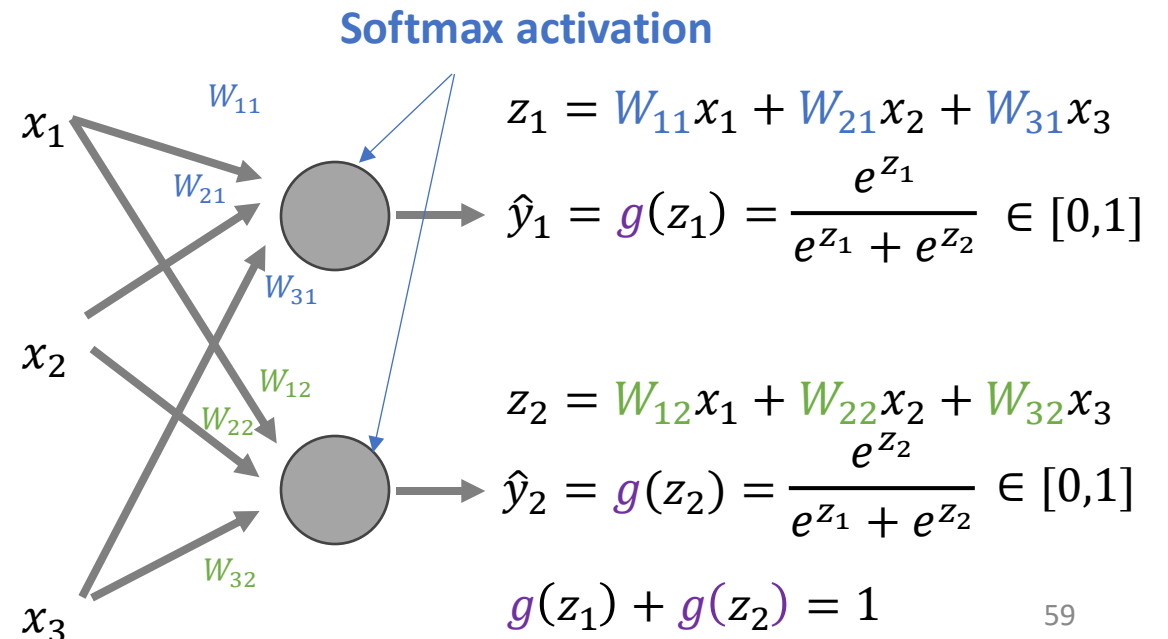 Softmax activation
W₁₁
x₁
z₁ = W₁₁x₁ + W₂₁x₂ + W₃₁x₃
W₂₁
ŷ₁ = g(z₁) = e^{z₁} / (e^{z₁} + e^{z₂}) ∈ [0,1]
W₃₁
x₂
W₁₂
z₂ = W₁₂x₁ + W₂₂x₂ + W₃₂x₃
W₂₂
ŷ₂ = g(z₂) = e^{z₂} / (e^{z₁} + e^{z₂}) ∈ [0,1]
W₃₂
x₃
g(z₁) + g(z₂) = 1
59